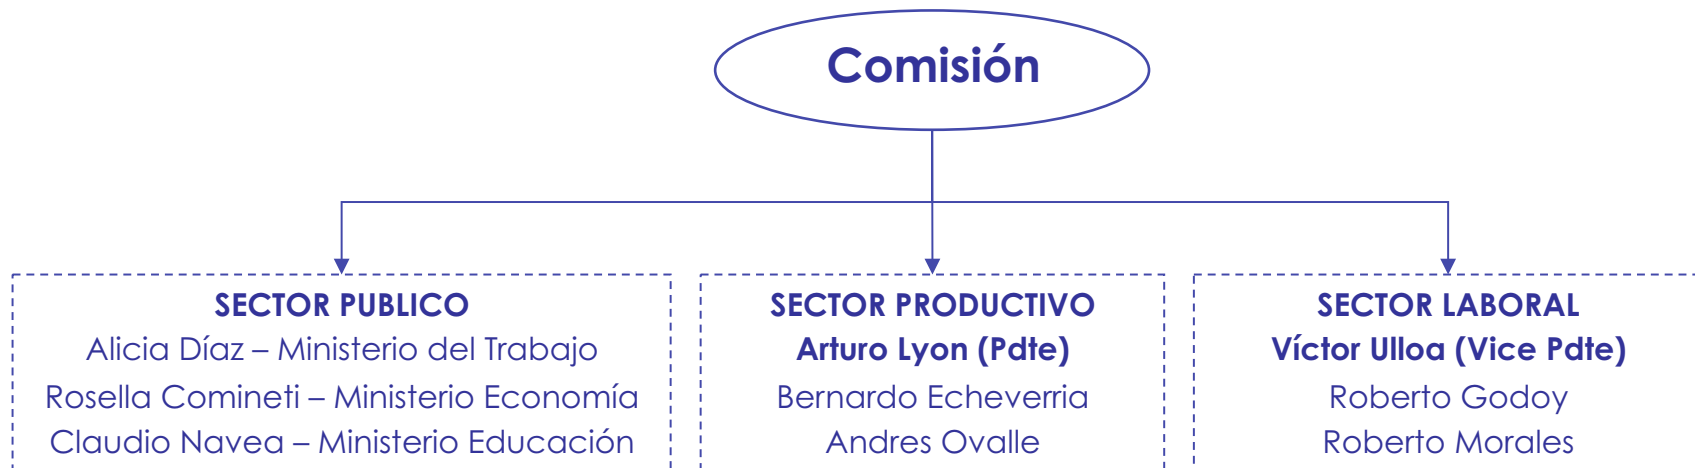 Comisión
SECTOR PUBLICO
Alicia Díaz – Ministerio del Trabajo
Rosella Comineti – Ministerio Economía
Claudio Navea – Ministerio Educación
SECTOR PRODUCTIVO
Arturo Lyon (Pdte)
Bernardo Echeverria
Andres Ovalle
SECTOR LABORAL
Víctor Ulloa (Vice Pdte)
Roberto Godoy
Roberto Morales